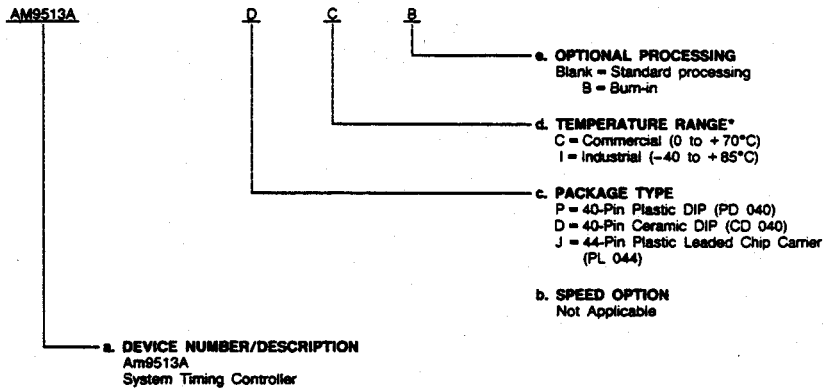 AM9513A D C B
e. OPTIONAL PROCESSING
Blank = Standard processing
B = Burn-in
d. TEMPERATURE RANGE*
C = Commercial (0 to +70°C)
I = Industrial (–40 to +85°C)
c. PACKAGE TYPE
P = 40-Pin Plastic DIP (PD 040)
D = 40-Pin Ceramic DIP (CD 040)
J = 44-Pin Plastic Leaded Chip Carrier
(PL 044)
b. SPEED OPTION
Not Applicable
a. DEVICE NUMBER/DESCRIPTION
Am9513A
System Timing Controller